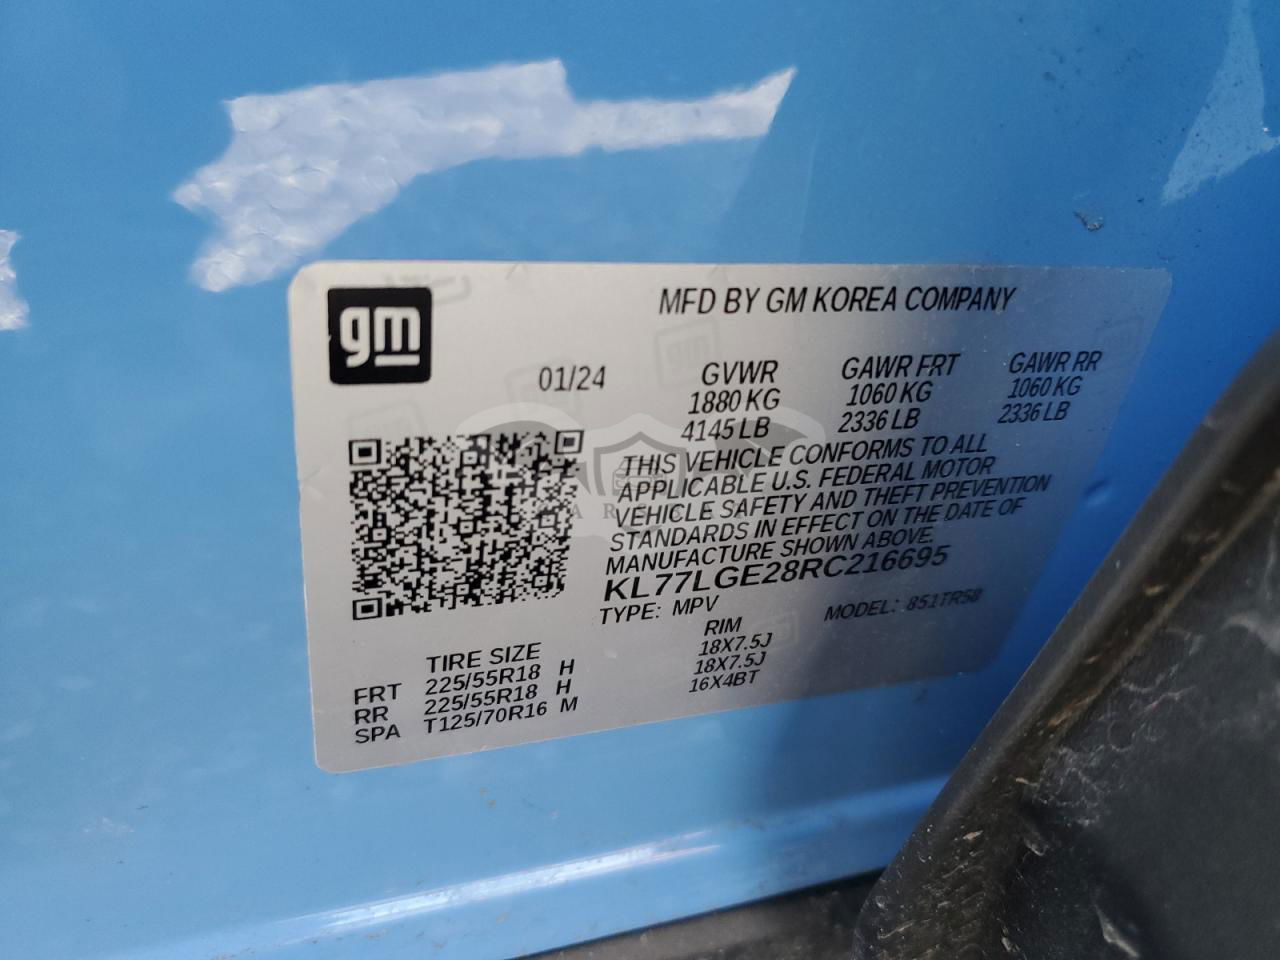 gm
MFD BY GM KOREA COMPANY
01/24
GVWR GAWR FRT GAWR RR
1880 KG 1060 KG 1060 KG
4145 LB 2336 LB 2336 LB
THIS VEHICLE CONFORMS TO ALL
APPLICABLE U.S. FEDERAL MOTOR
VEHICLE SAFETY AND THEFT PREVENTION
STANDARDS IN EFFECT ON THE DATE OF
MANUFACTURE SHOWN ABOVE.
KL77LGE28RC216695
TYPE: MPV MODEL: 851TR58
TIRE SIZE RIM
FRT 225/55R18 H 18X7.5J
RR 225/55R18 H 18X7.5J
SPA T125/70R16 M 16X4BT